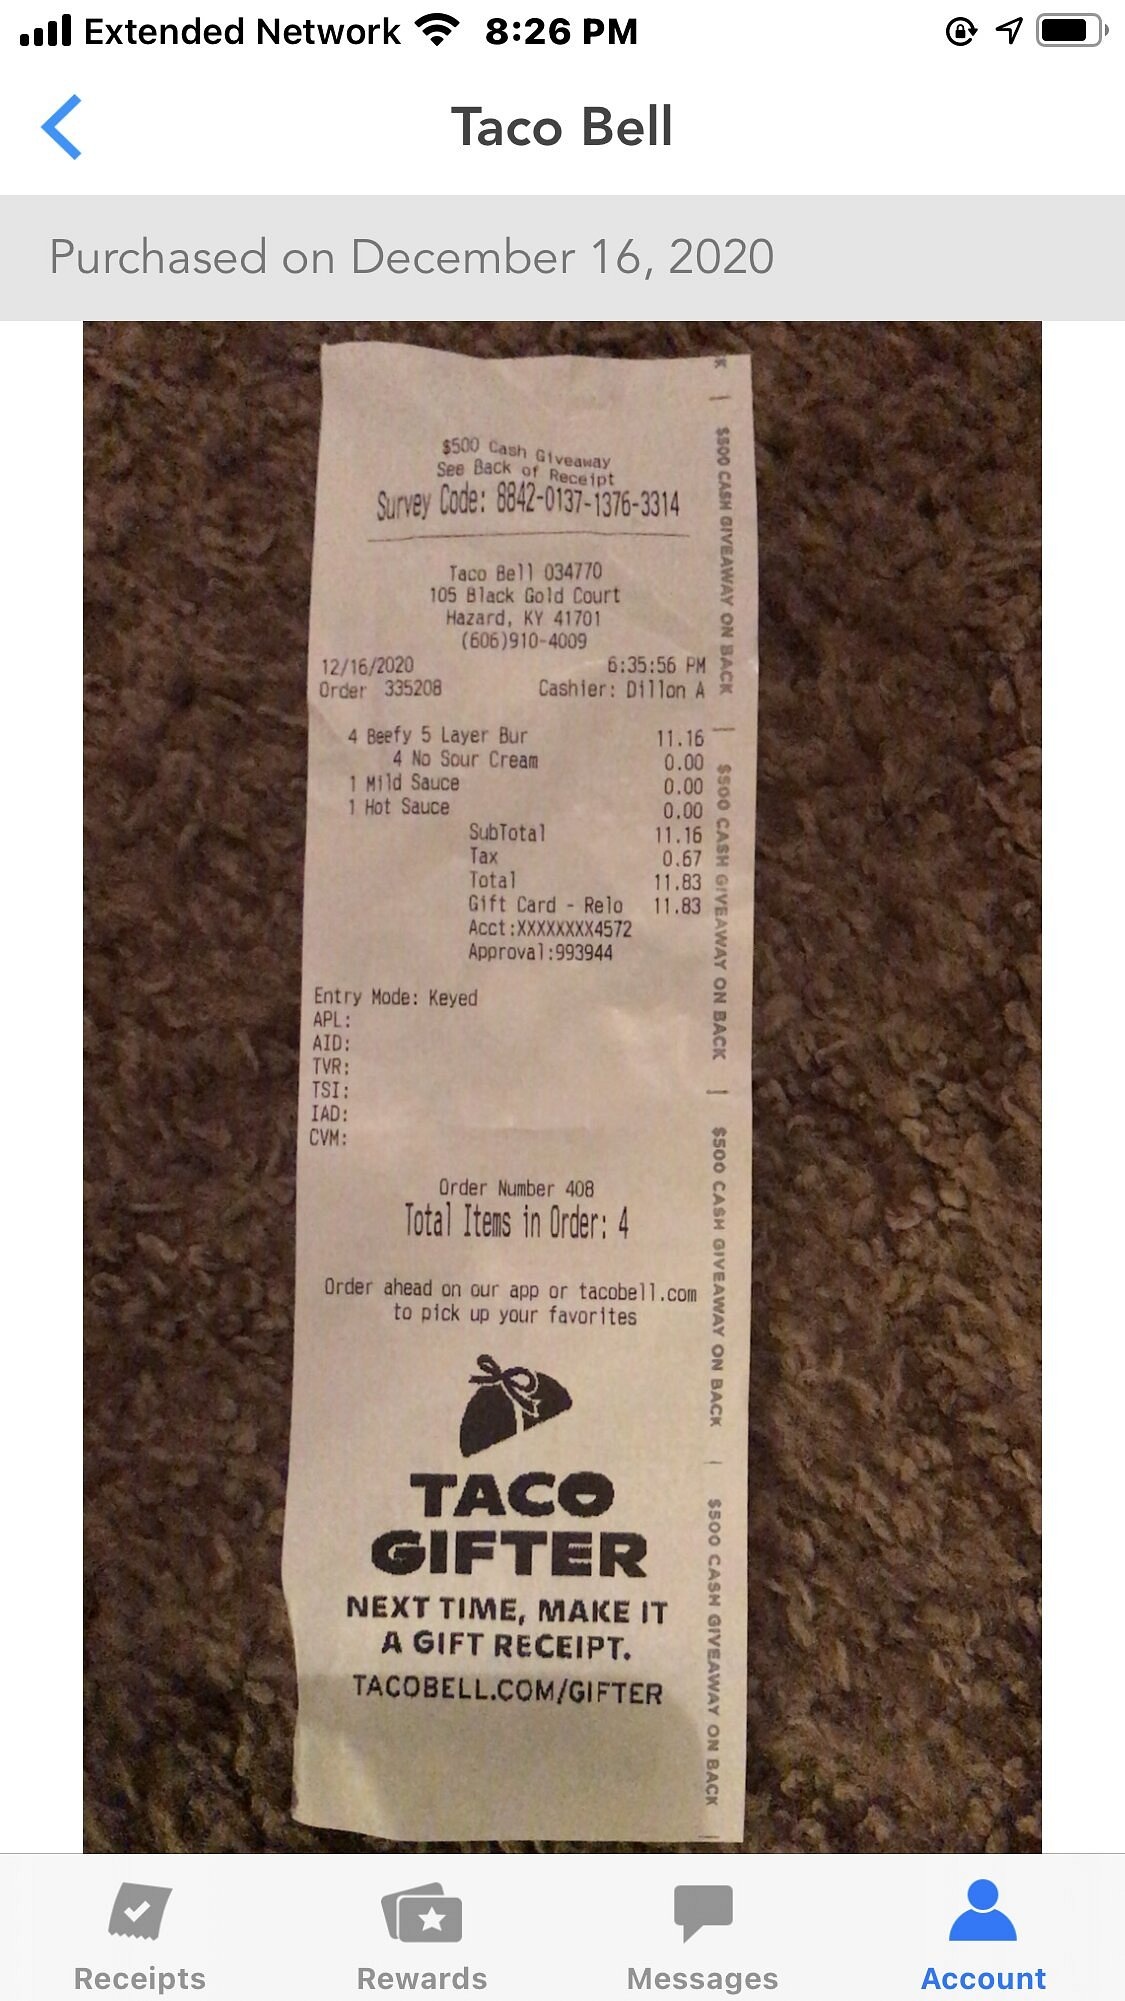 Extended Network 8:26 PM
Taco Bell
Purchased on December 16, 2020
$500 Cash Giveaway
See Back of Receipt
Survey Code: 8842-0137-1376-3314
Taco Bell 034770
105 Black Gold Court
Hazard, KY 41701
(606)910-4009
12/16/2020 6:35:56 PM
Order 335208 Cashier: Dillon A
4 Beefy 5 Layer Bur 11.16
4 No Sour Cream 0.00
1 Mild Sauce 0.00
1 Hot Sauce 0.00
SubTotal 11.16
Tax 0.67
Total 11.83
Gift Card - Relo 11.83
Acct:XXXXXXXX4572
Approval:993944
Entry Mode: Keyed
APL:
AID:
TVR:
TSI:
IAD:
CVM:
Order Number 408
Total Items in Order: 4
Order ahead on our app or tacobell.com
to pick up your favorites
TACO
GIFTER
NEXT TIME, MAKE IT
A GIFT RECEIPT.
TACOBELL.COM/GIFTER
K | $500 CASH GIVEAWAY ON BACK | $500 CASH GIVEAWAY ON BACK | $500 CASH GIVEAWAY ON BACK | $500 CASH GIVEAWAY ON BACK |
Receipts Rewards Messages Account